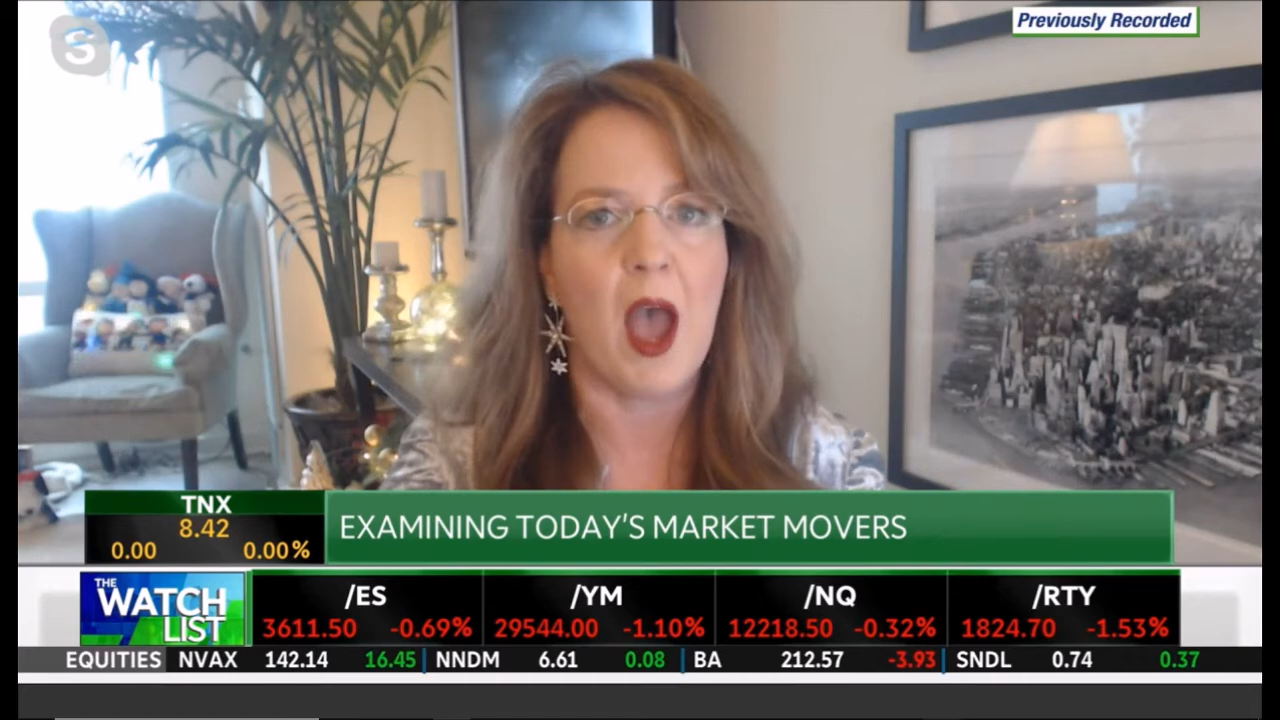 S
Previously Recorded
TNX
8.42
0.00 0.00%
EXAMINING TODAY'S MARKET MOVERS
THE
WATCH
LIST
/ES /YM /NQ /RTY
3611.50 -0.69% 29544.00 -1.10% 12218.50 -0.32% 1824.70 -1.53%
EQUITIES NVAX 142.14 16.45 NNDM 6.61 0.08 BA 212.57 -3.93 SNDL 0.74 0.37